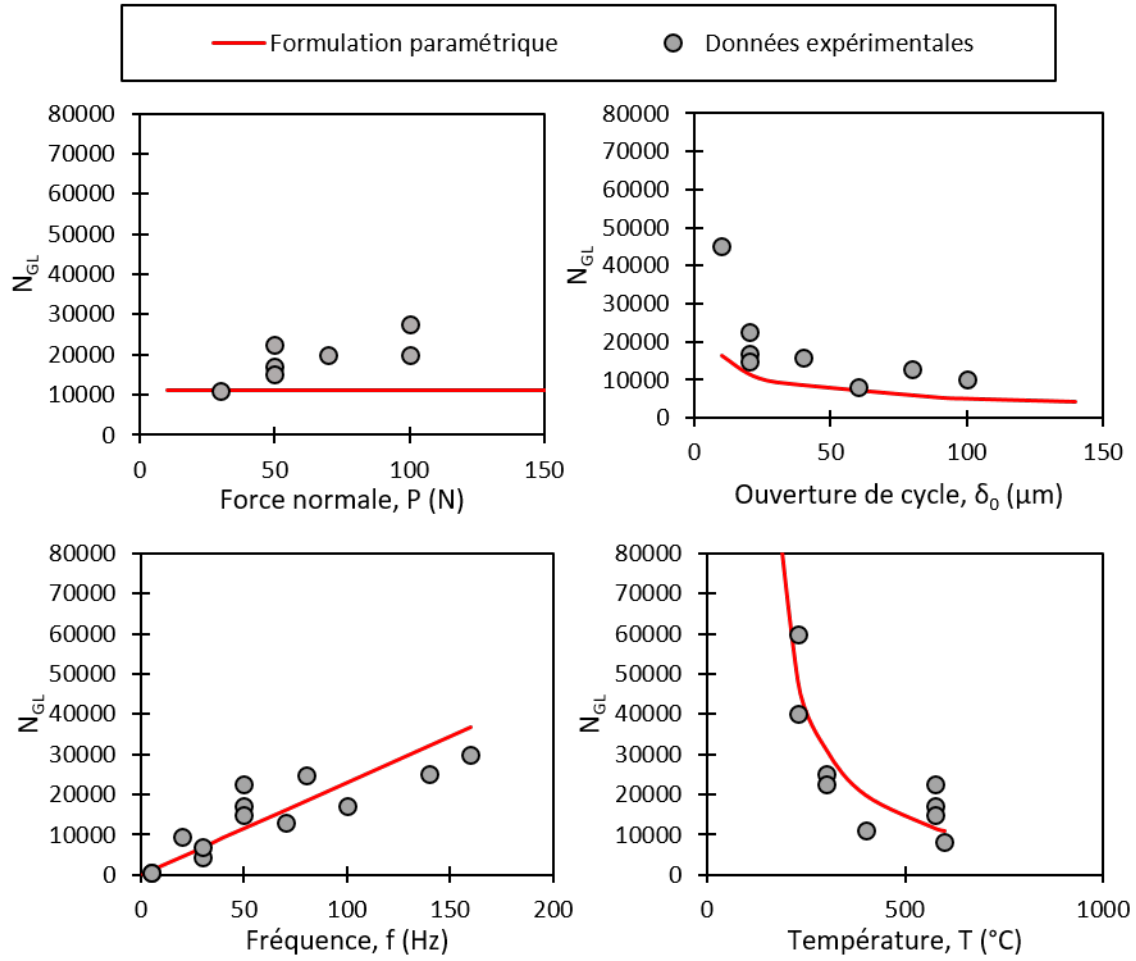 Formulation paramétrique
Données expérimentales
80000
70000
60000
50000
40000
30000
20000
10000
0
N_GL
0 50 100 150
Force normale, P (N)
80000
70000
60000
50000
40000
30000
20000
10000
0
N_GL
0 50 100 150
Ouverture de cycle, δ₀ (µm)
80000
70000
60000
50000
40000
30000
20000
10000
0
N_GL
0 50 100 150 200
Fréquence, f (Hz)
80000
70000
60000
50000
40000
30000
20000
10000
0
N_GL
0 500 1000
Température, T (°C)